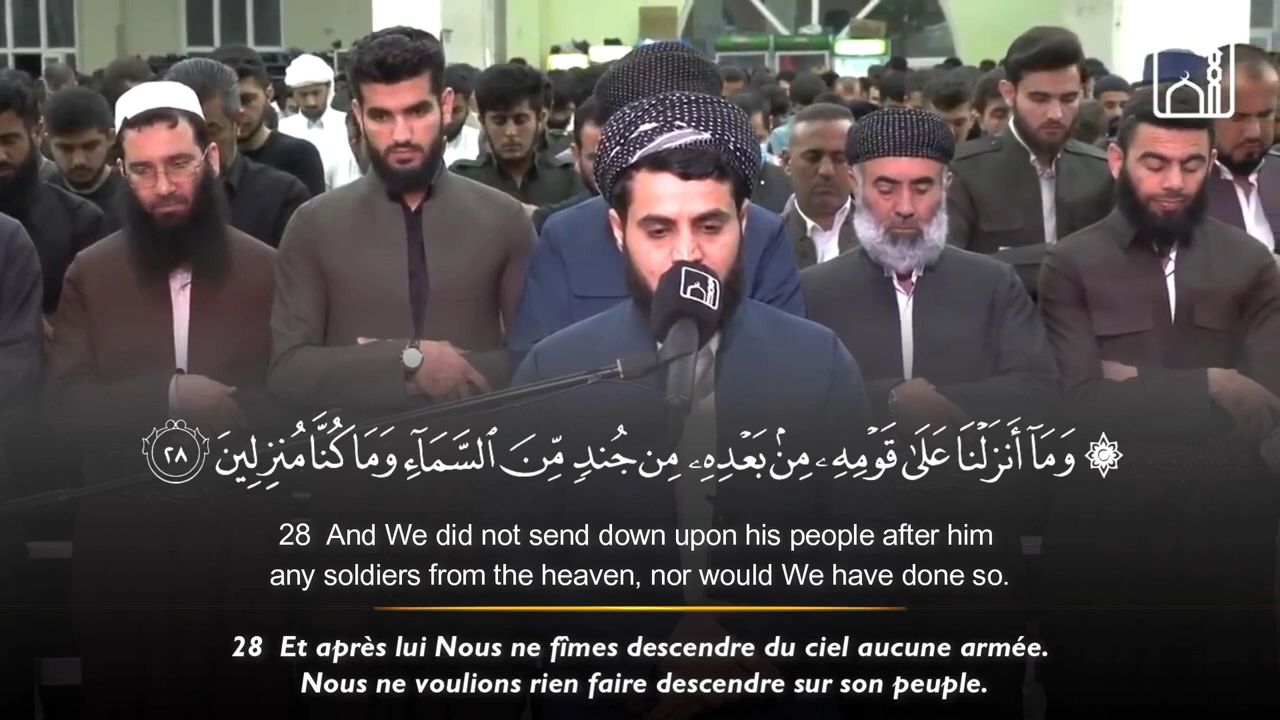 ۞ وَمَآ أَنزَلْنَا عَلَىٰ قَوْمِهِۦ مِنۢ بَعْدِهِۦ مِن جُندٍ مِّنَ ٱلسَّمَآءِ وَمَا كُنَّا مُنزِلِينَ ٢٨
28 And We did not send down upon his people after him
any soldiers from the heaven, nor would We have done so.
28 Et après lui Nous ne fîmes descendre du ciel aucune armée.
Nous ne voulions rien faire descendre sur son peuple.